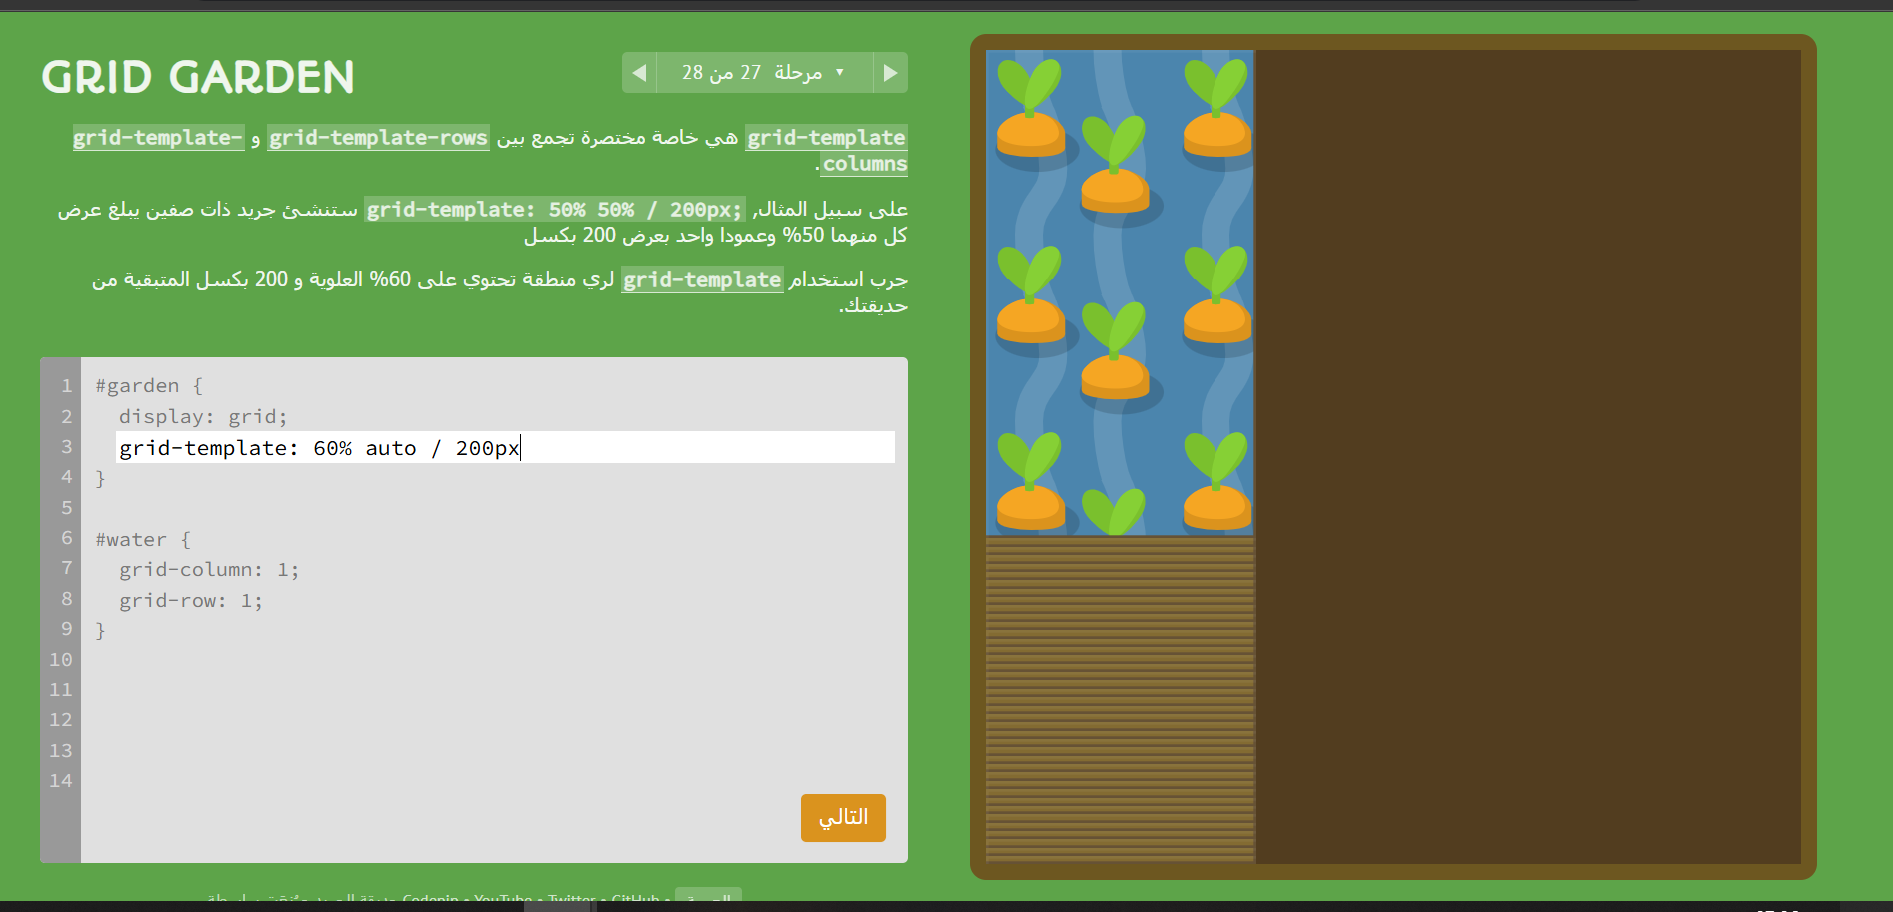 GRID GARDEN
◀ مرحلة 27 من 28 ▼ ▶
grid-template هي خاصة مختصرة تجمع بين grid-template-rows و grid-template-
columns.
على سبيل المثال, grid-template: 50% 50% / 200px; ستنشئ جريد ذات صفين يبلغ عرض
كل منهما 50% وعمودا واحد بعرض 200 بكسل
جرب استخدام grid-template لري منطقة تحتوي على 60% العلوية و 200 بكسل المتبقية من
حديقتك.
1 #garden {
2 display: grid;
3 grid-template: 60% auto / 200px
4 }
5
6 #water {
7 grid-column: 1;
8 grid-row: 1;
9 }
10
11
12
13
14
التالي
GitHub • Twitter • YouTube • Codepip